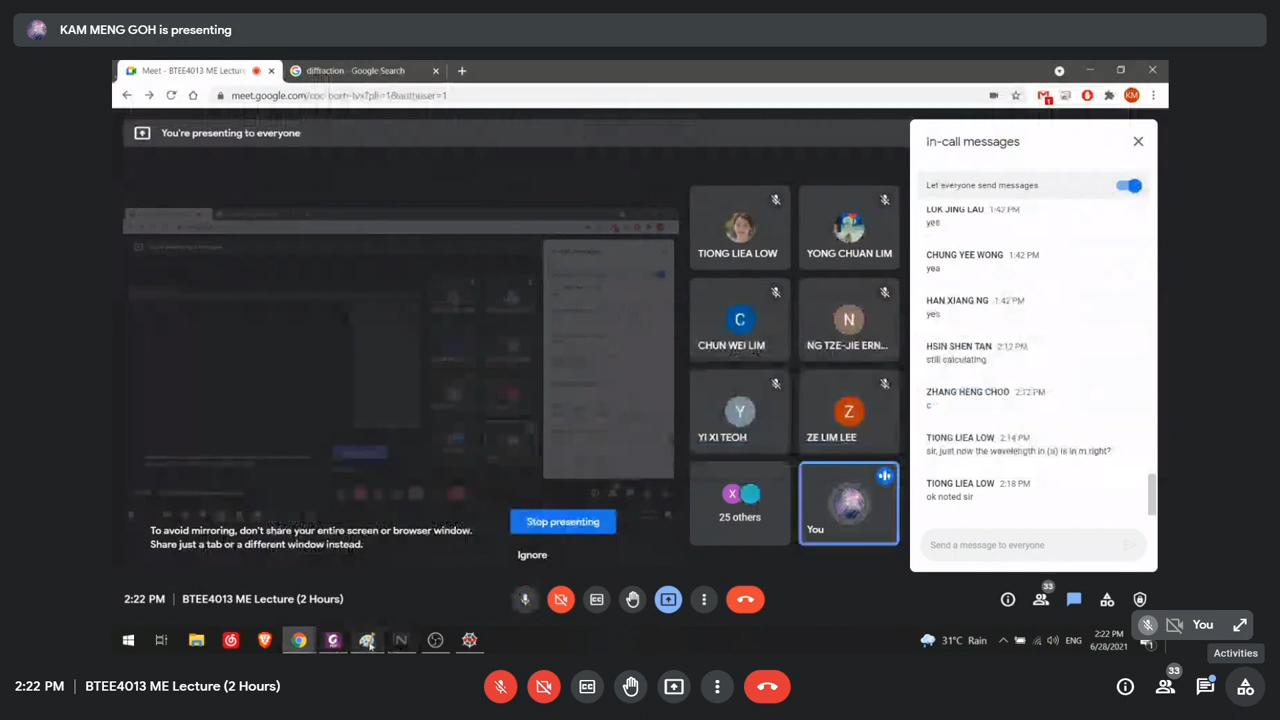 KAM MENG GOH is presenting
Meet - BTEE4013 ME Lecture
diffraction - Google Search
You're presenting to everyone
In-call messages
Let everyone send messages
LOK JING LAU 1:42 PM
yes
CHUNG YEE WONG 1:42 PM
yea
HAN XIANG NG 1:42 PM
yes
HSIN SHEN TAN 2:12 PM
still calculating
ZHANG HENG CHOO 2:12 PM
c
TIONG LIEA LOW 2:14 PM
sir, just now the wavelength in (a) is in m right?
TIONG LIEA LOW 2:18 PM
ok noted sir
Send a message to everyone
TIONG LIEA LOW
YONG CHUAN LIM
C
CHUN WEI LIM
N
NG TZE-JIE ERN...
Y
YI XI TEOH
Z
ZE LIM LEE
X
25 others
You
To avoid mirroring, don't share your entire screen or browser window.
Share just a tab or a different window instead.
Stop presenting
Ignore
2:22 PM | BTEE4013 ME Lecture (2 Hours)
33
31°C Rain
ENG
2:22 PM
6/28/2021
You
Activities
2:22 PM | BTEE4013 ME Lecture (2 Hours)
33